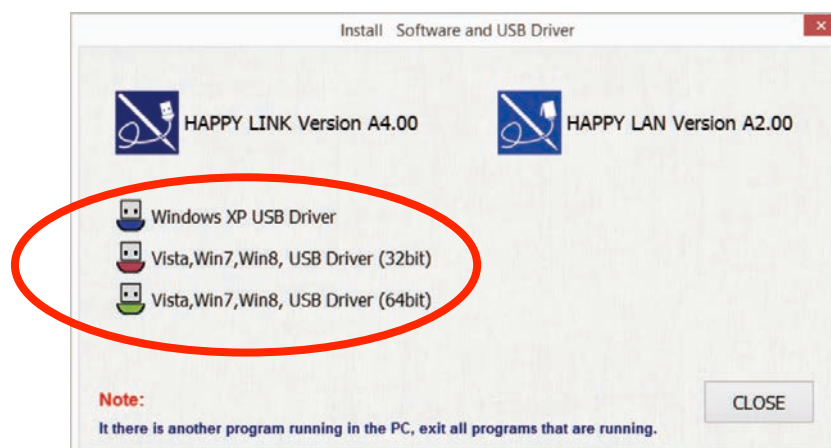 Install Software and USB Driver
HAPPY LINK Version A4.00
HAPPY LAN Version A2.00
Windows XP USB Driver
Vista,Win7,Win8, USB Driver (32bit)
Vista,Win7,Win8, USB Driver (64bit)
Note:
CLOSE
It there is another program running in the PC, exit all programs that are running.